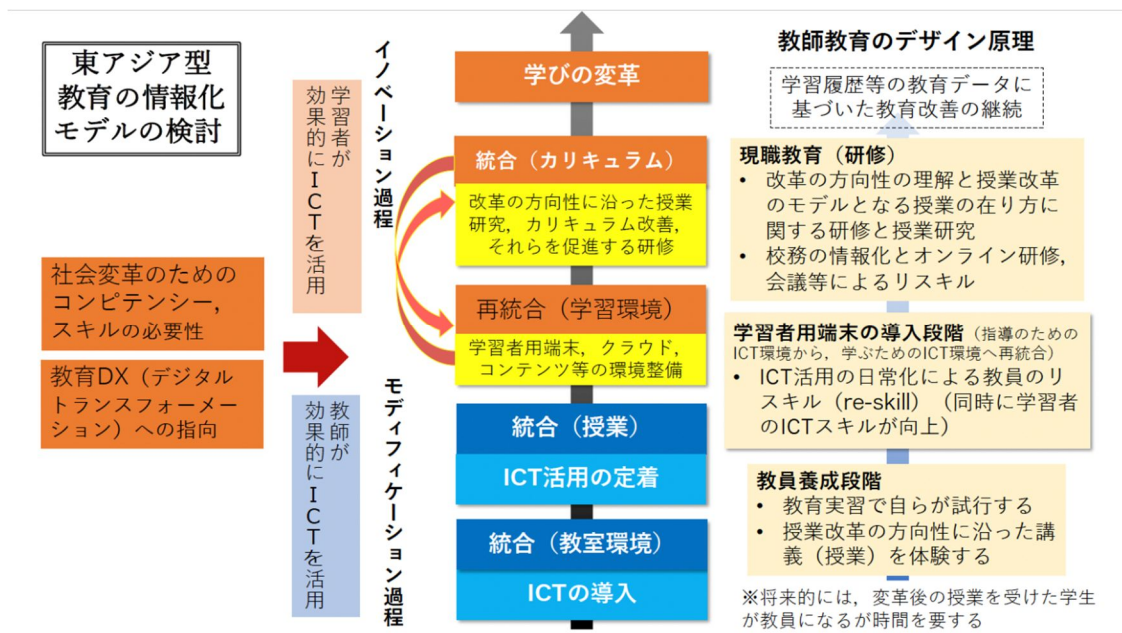 東アジア型
教育の情報化
モデルの検討
社会変革のための
コンピテンシー，
スキルの必要性
教育DX（デジタル
トランスフォーメー
ション）への指向
学習者が
効果的にICTを活用
教師が
効果的にICTを活用
イノベーション過程
モディフィケーション過程
学びの変革
統合（カリキュラム）
改革の方向性に沿った授業
研究，カリキュラム改善，
それらを促進する研修
再統合（学習環境）
学習者用端末，クラウド，
コンテンツ等の環境整備
統合（授業）
ICT活用の定着
統合（教室環境）
ICTの導入
教師教育のデザイン原理
学習履歴等の教育データに
基づいた教育改善の継続
現職教育（研修）
• 改革の方向性の理解と授業改革
のモデルとなる授業の在り方に
関する研修と授業研究
• 校務の情報化とオンライン研修，
会議等によるリスキル
学習者用端末の導入段階（指導のための
ICT環境から，学ぶためのICT環境へ再統合）
• ICT活用の日常化による教員のリ
スキル（re-skill）（同時に学習者
のICTスキルが向上）
教員養成段階
• 教育実習で自らが試行する
• 授業改革の方向性に沿った講
義（授業）を体験する
※将来的には，変革後の授業を受けた学生
が教員になるが時間を要する